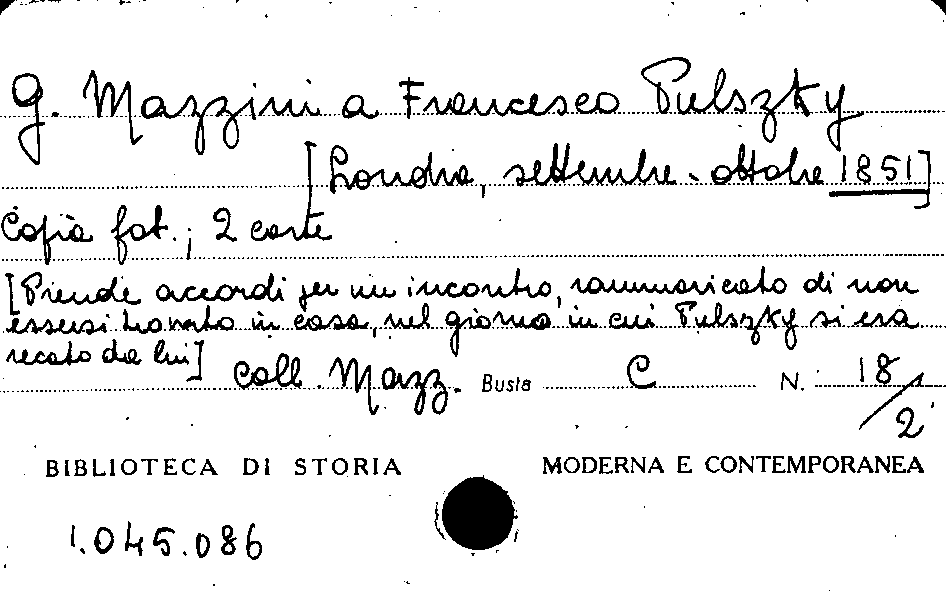 G. Mazzini a Francesco Pulszky
[Londra, settembre-ottobre 1851]
Copia fot.; 2 carte
[Prende accordi per un incontro, rammaricato di non
essersi trovato in casa, nel giorno in cui Pulszky si era
recato da lui]
Coll. Mazz. Busta C N. 18/2
BIBLIOTECA DI STORIA MODERNA E CONTEMPORANEA
1.045.086